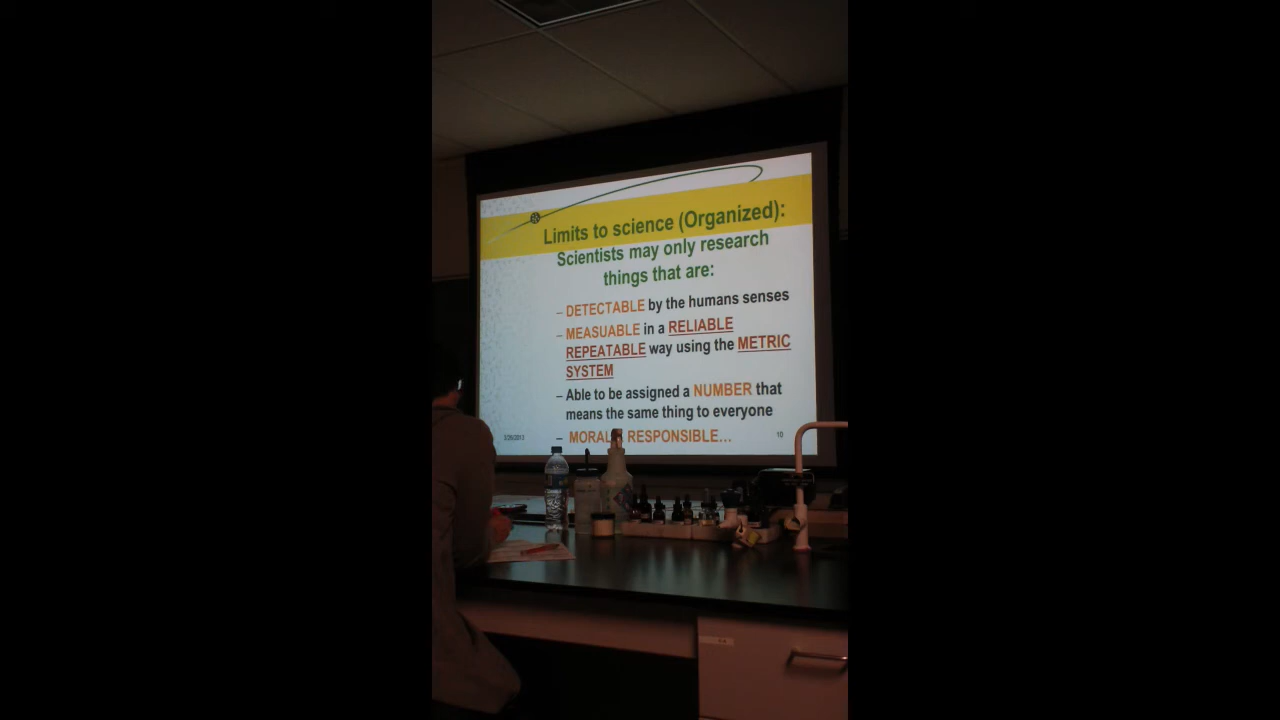 Limits to science (Organized):
Scientists may only research
things that are:
– DETECTABLE by the humans senses
– MEASUABLE in a RELIABLE
REPEATABLE way using the METRIC
SYSTEM
– Able to be assigned a NUMBER that
means the same thing to everyone
– MORAL RESPONSIBLE...
10